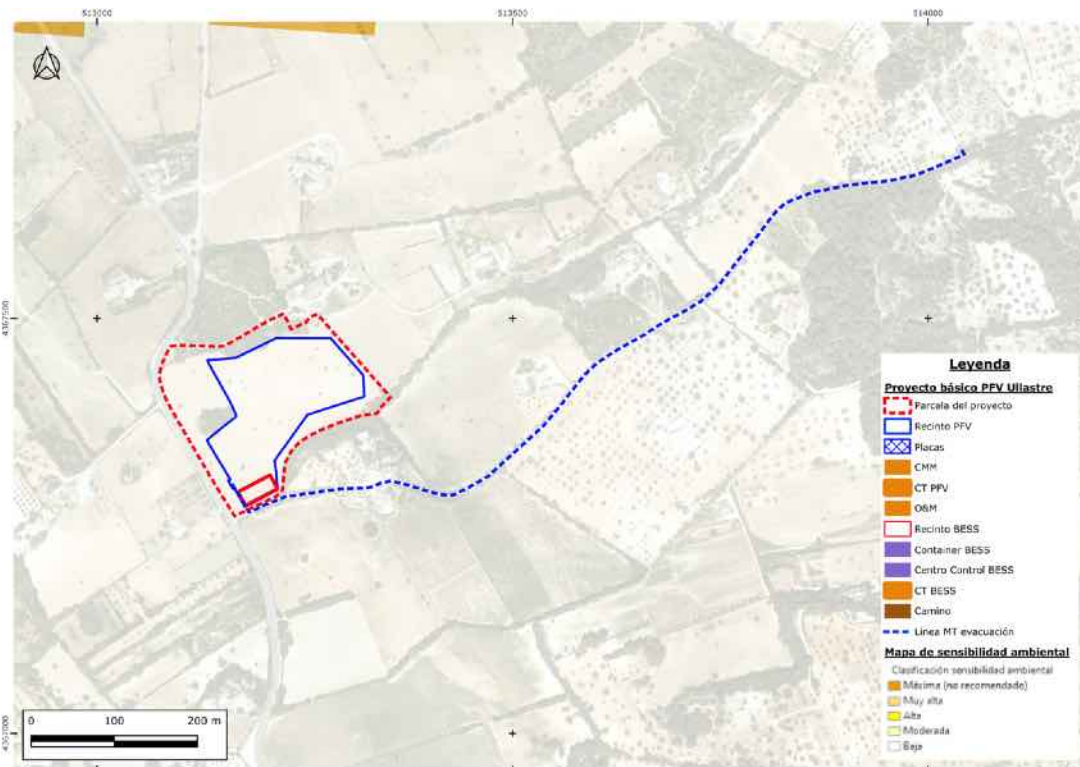 513000
513500
514000
4367500
4367000
Leyenda
Proyecto básico PFV Ullastre
Parcela del proyecto
Recinto PFV
Placas
CMM
CT PFV
O&M
Recinto BESS
Container BESS
Centro Control BESS
CT BESS
Camino
Linea MT evacuación
Mapa de sensibilidad ambiental
Clasificación sensibilidad ambiental
Máxima (no recomendado)
Muy alta
Alta
Moderada
Baja
0 100 200 m